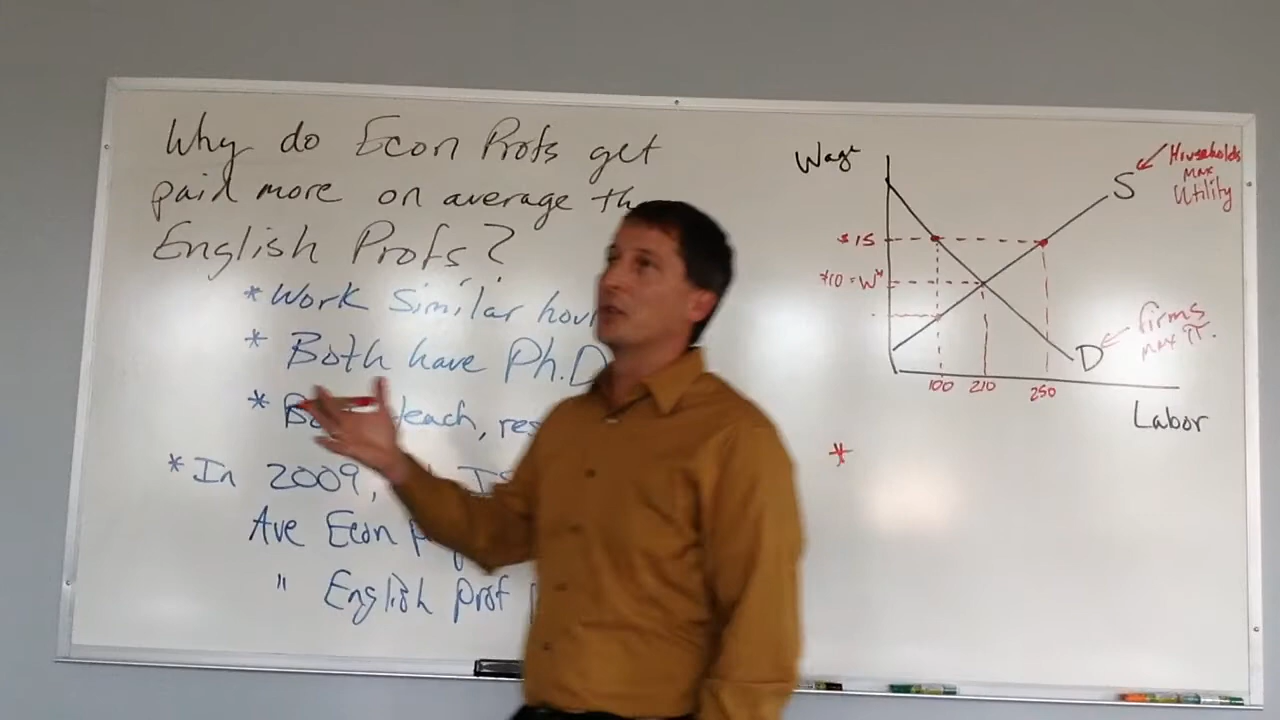 Why do Econ Profs get
paid more on average th
English Profs?
* Work similar hour
* Both have Ph.D
* teach, res
* In 2009,
Ave Econ
" English prof
Wage
S
Households
max
Utility
$15
$10 = W*
D
firms
max π.
100 210 250
Labor
*